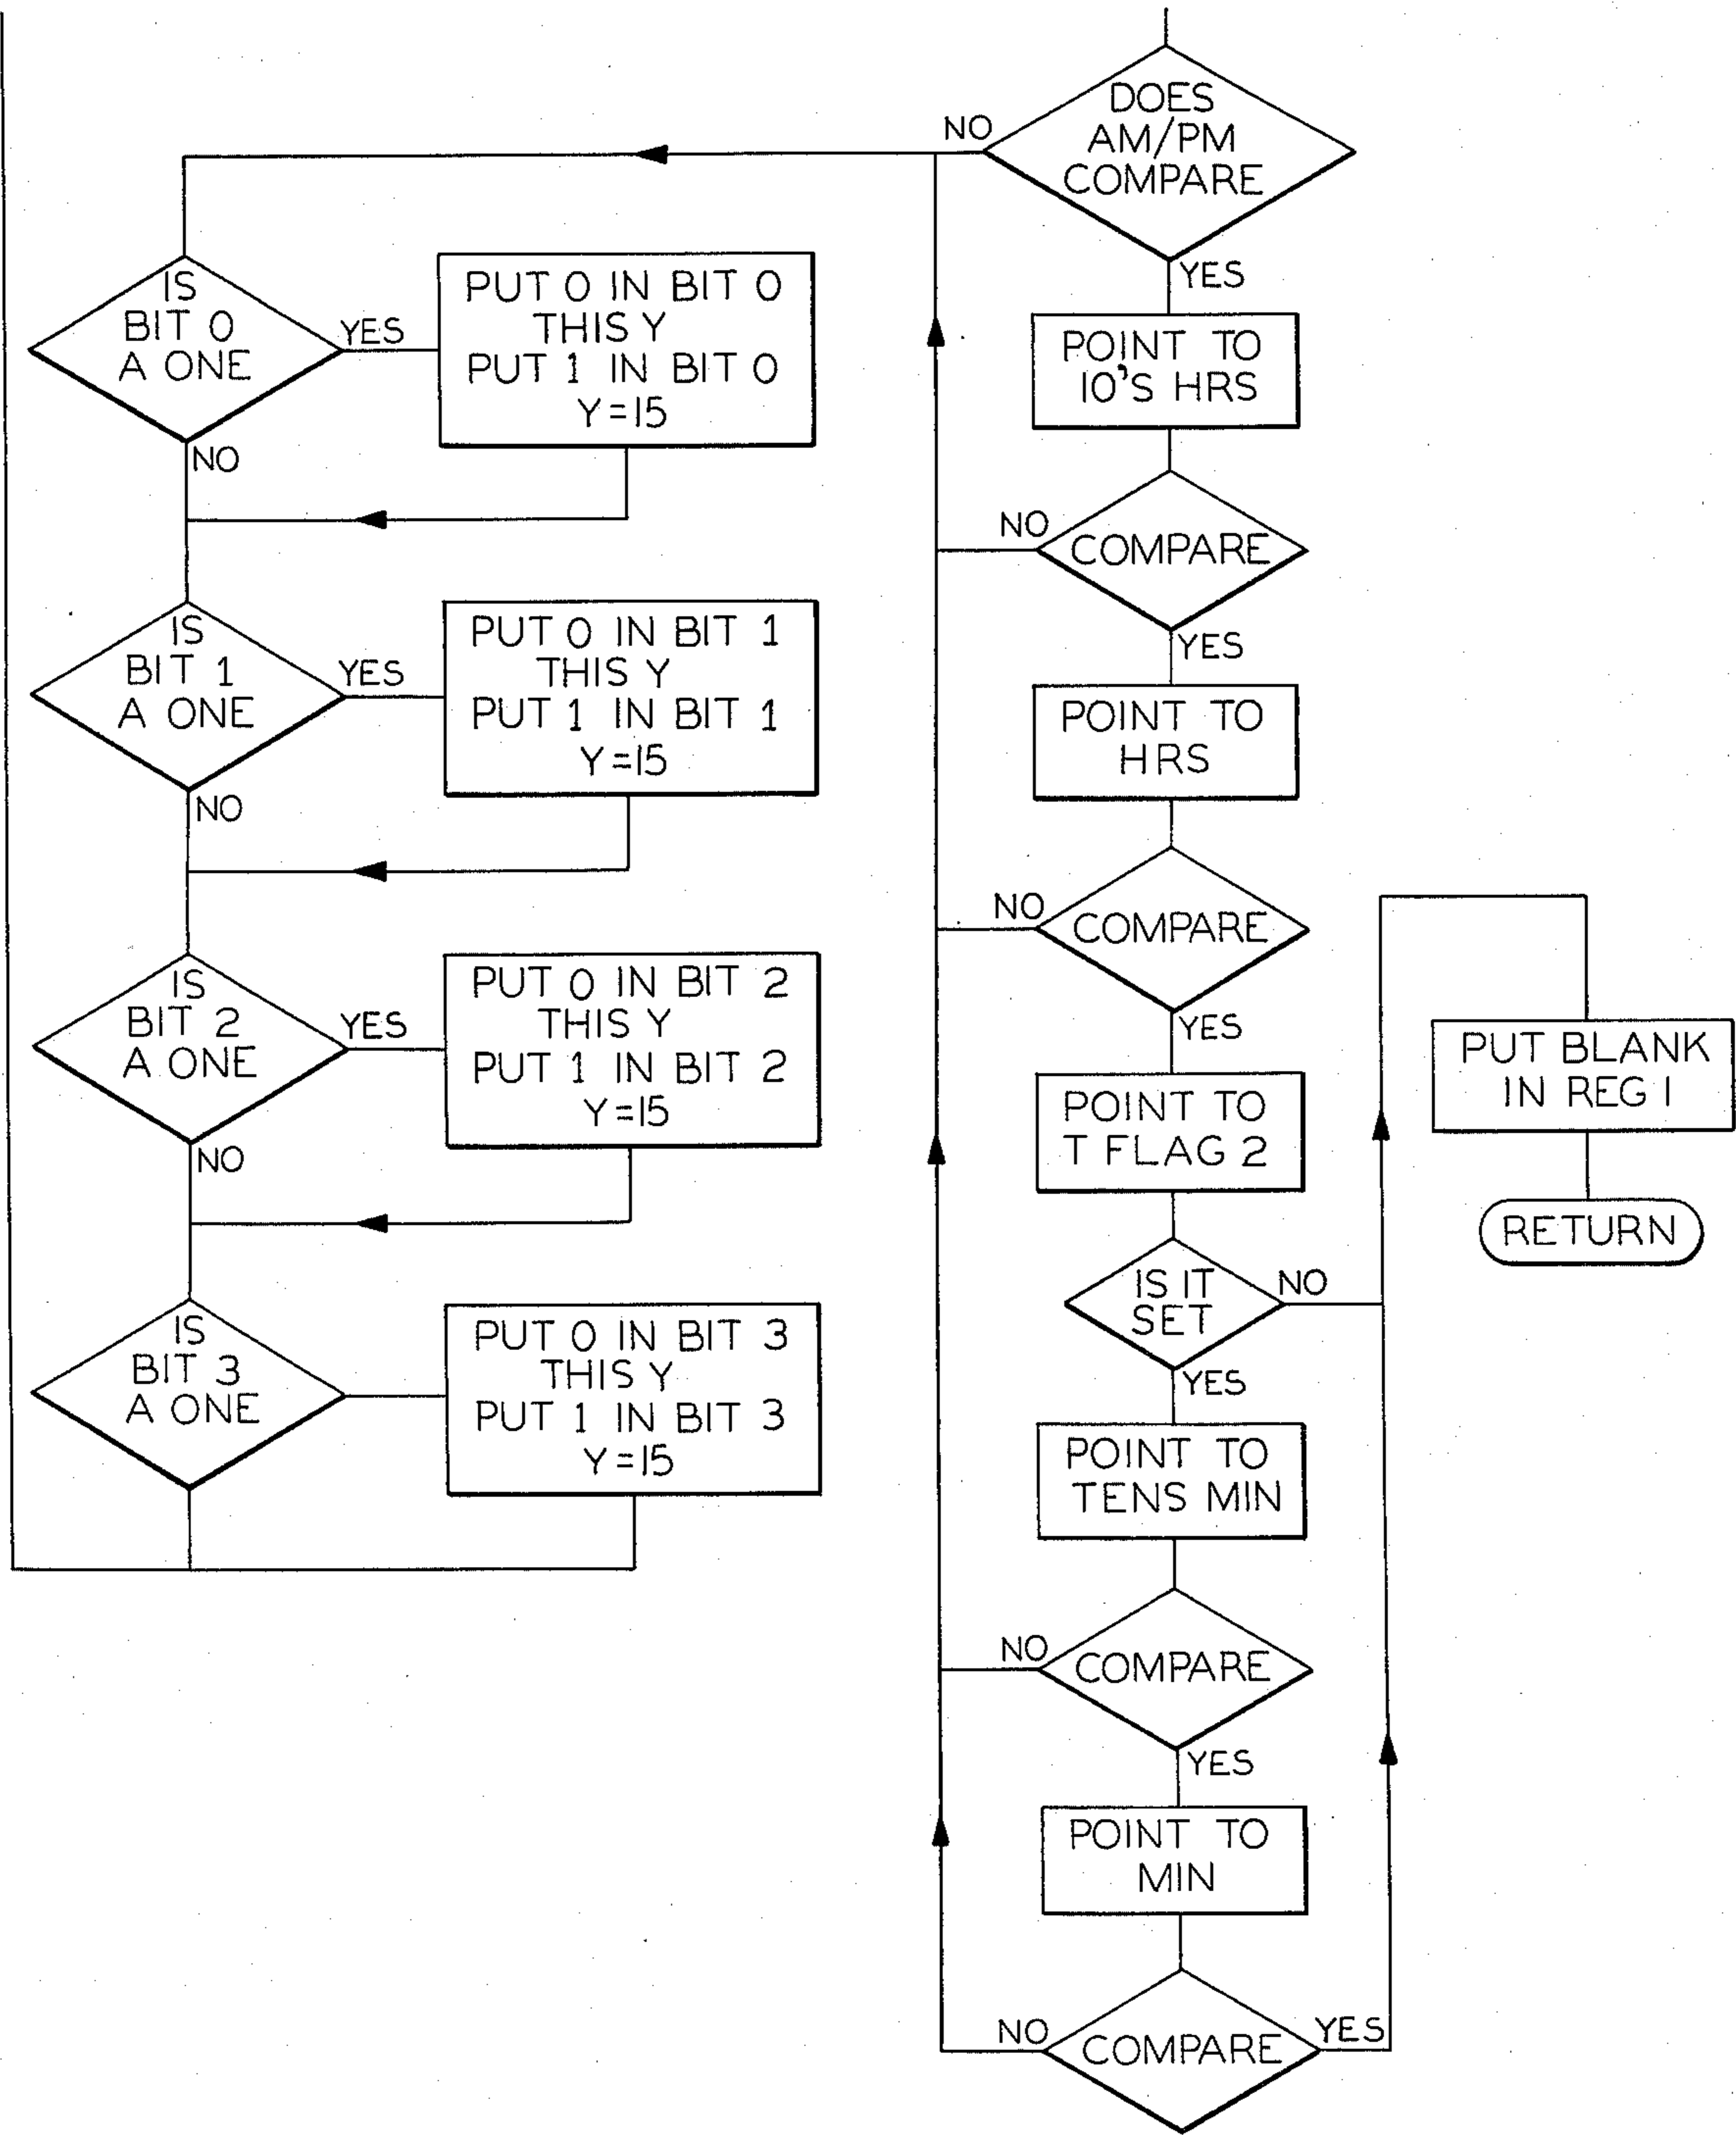 DOES
AM/PM
COMPARE
NO
YES
POINT TO
10'S HRS
COMPARE
NO
YES
POINT TO
HRS
COMPARE
NO
YES
POINT TO
T FLAG 2
IS IT
SET
NO
YES
POINT TO
TENS MIN
COMPARE
NO
YES
POINT TO
MIN
COMPARE
NO
YES
PUT BLANK
IN REG 1
RETURN
IS
BIT 0
A ONE
YES
NO
PUT 0 IN BIT 0
THIS Y
PUT 1 IN BIT 0
Y=15
IS
BIT 1
A ONE
YES
NO
PUT 0 IN BIT 1
THIS Y
PUT 1 IN BIT 1
Y=15
IS
BIT 2
A ONE
YES
NO
PUT 0 IN BIT 2
THIS Y
PUT 1 IN BIT 2
Y=15
IS
BIT 3
A ONE
PUT 0 IN BIT 3
THIS Y
PUT 1 IN BIT 3
Y=15